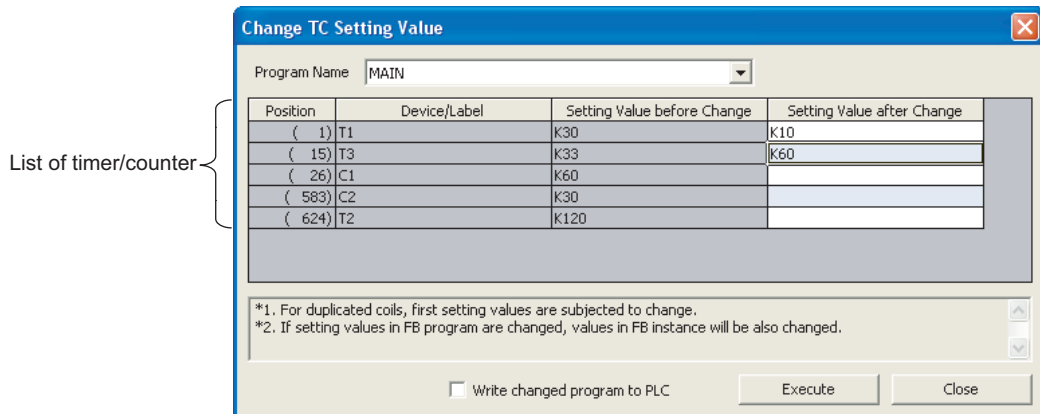 Change TC Setting Value
Program Name MAIN
Position Device/Label Setting Value before Change Setting Value after Change
( 1) T1 K30 K10
( 15) T3 K33 K60
( 26) C1 K60
( 583) C2 K30
( 624) T2 K120
List of timer/counter
*1. For duplicated coils, first setting values are subjected to change.
*2. If setting values in FB program are changed, values in FB instance will be also changed.
Write changed program to PLC Execute Close